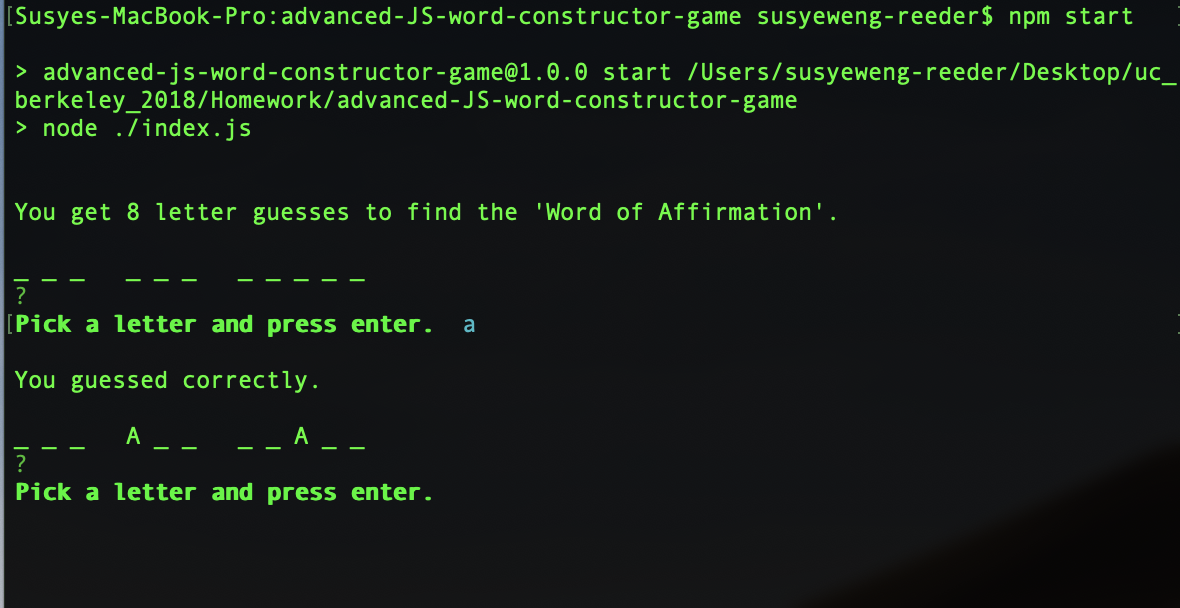 Susyes-MacBook-Pro:advanced-JS-word-constructor-game susyeweng-reeder$ npm start
> advanced-js-word-constructor-game@1.0.0 start /Users/susyeweng-reeder/Desktop/uc_
berkeley_2018/Homework/advanced-JS-word-constructor-game
> node ./index.js
You get 8 letter guesses to find the 'Word of Affirmation'.
_ _ _   _ _ _   _ _ _ _ _
?
Pick a letter and press enter.  a
You guessed correctly.
_ _ _   A _ _   _ _ A _ _
?
Pick a letter and press enter.